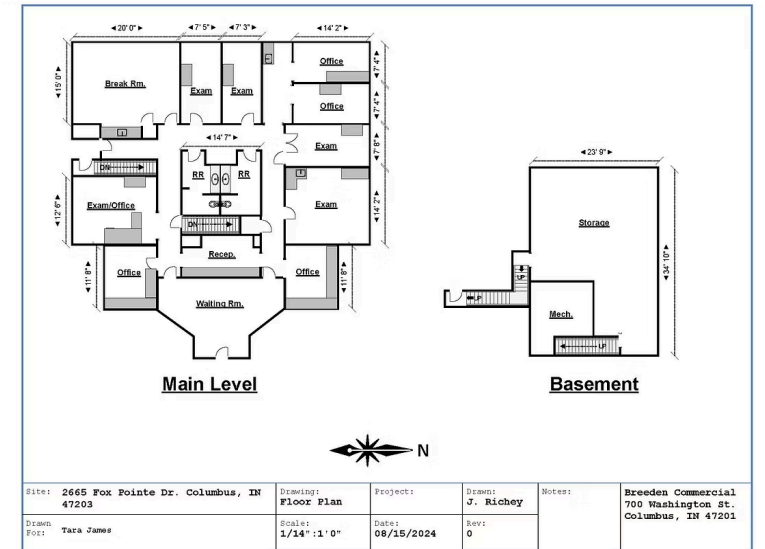 20' 0"
7' 5"
7' 3"
14' 2"
15' 0"
Break Rm.
Exam
Exam
Office
7' 4"
Office
7' 4"
14' 7"
Exam
7' 8"
DN
RR
RR
12' 6"
Exam/Office
Exam
14' 2"
DN
Recep.
11' 8"
Office
Office
11' 8"
Waiting Rm.
Main Level
23' 9"
Storage
34' 10"
UP
UP
Mech.
UP
Basement
N
Site: 2665 Fox Pointe Dr. Columbus, IN
47203
Drawing:
Floor Plan
Project:
Drawn:
J. Richey
Notes:
Breeden Commercial
700 Washington St.
Columbus, IN 47201
Drawn
For: Tara James
Scale:
1/14":1'0"
Date:
08/15/2024
Rev:
0